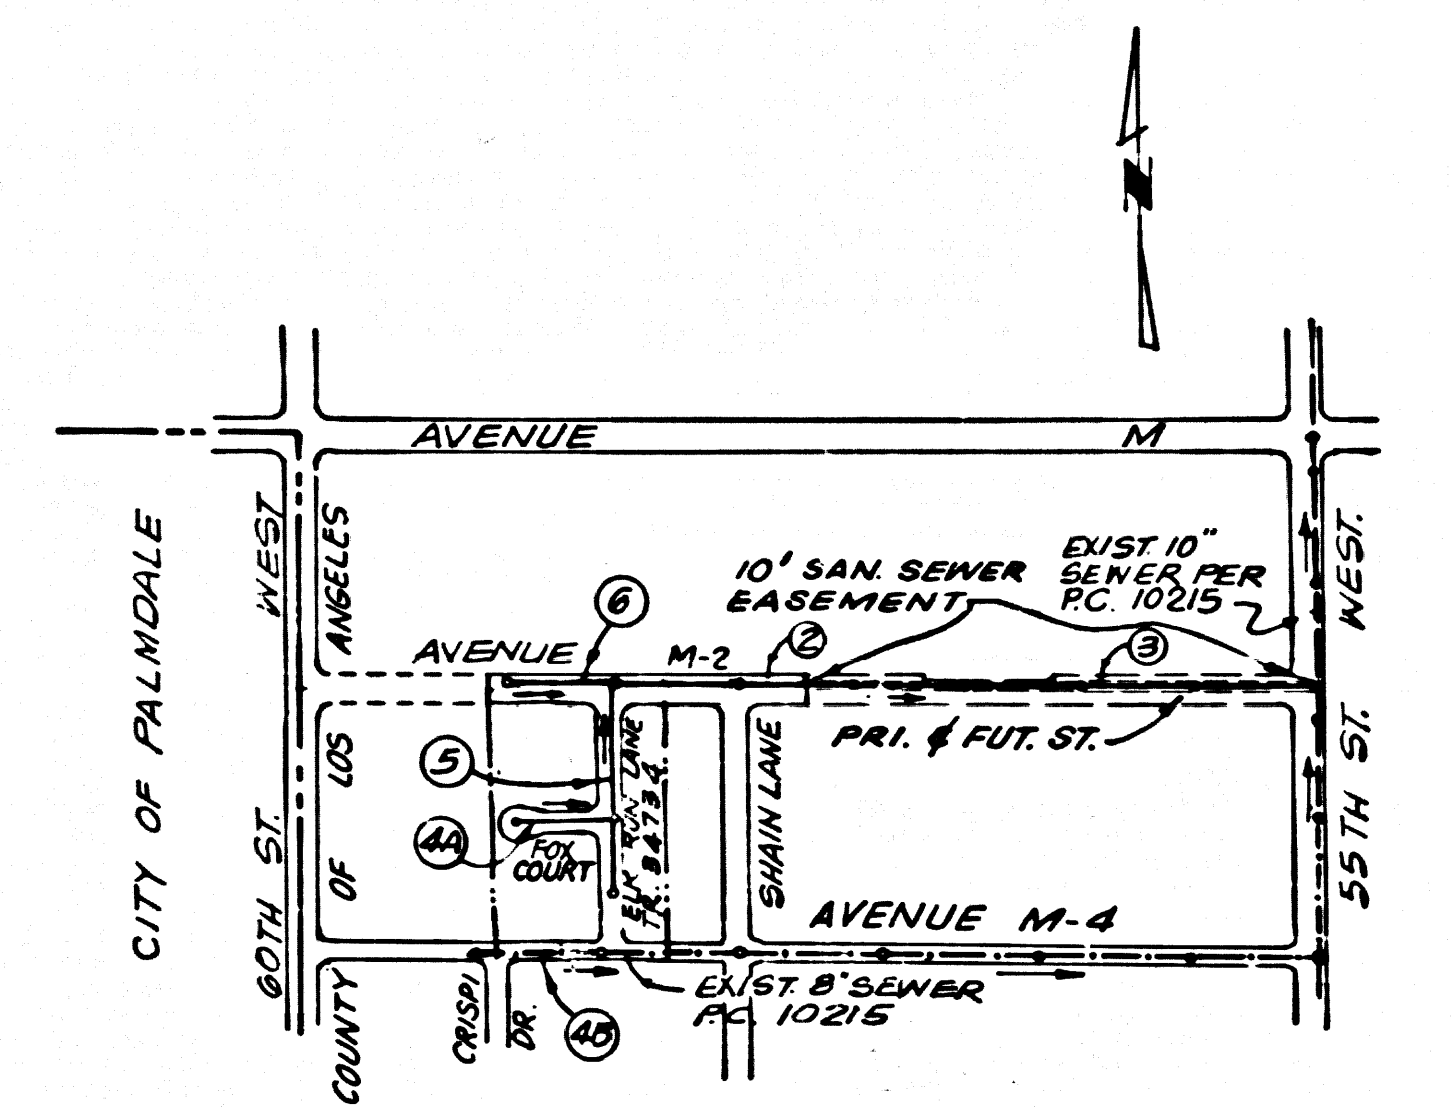 N
AVENUE M
CITY OF PALMDALE
60TH ST. WEST
COUNTY OF LOS ANGELES
10' SAN. SEWER
EASEMENT
EXIST. 10"
SEWER PER
P.C. 10215
55TH ST. WEST.
6
AVENUE M-2
2
3
PRI. & FUT. ST.
5
4A
FOX
COURT
ELK RUN LANE
TR. 34734
SHAIN LANE
AVENUE M-4
EXIST. 8" SEWER
P.C. 10215
CRISPI DR.
4B